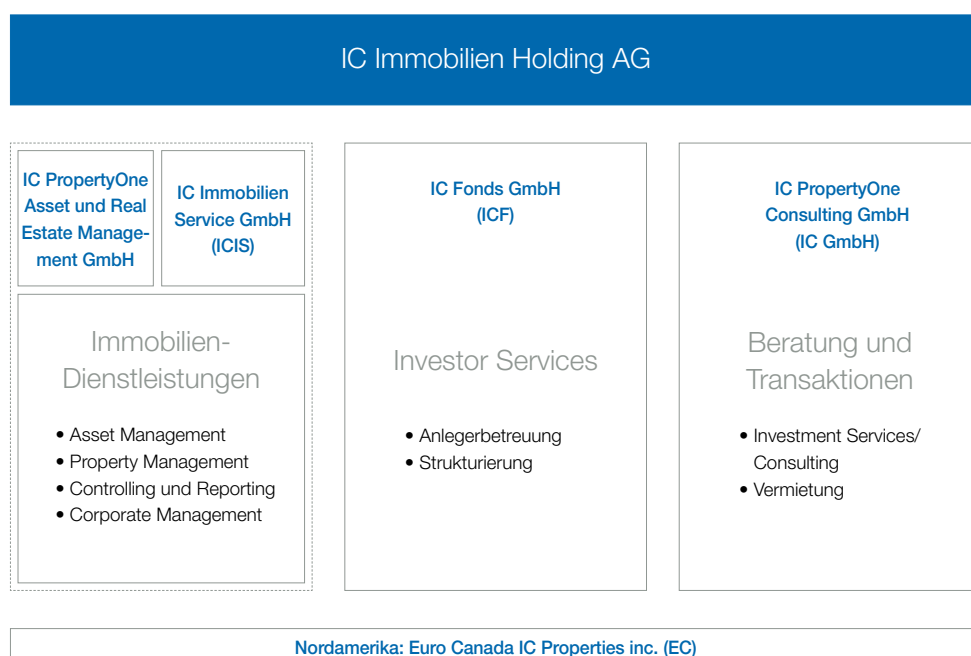 IC Immobilien Holding AG
IC PropertyOne
Asset und Real
Estate Manage-
ment GmbH
IC Immobilien
Service GmbH
(ICIS)
Immobilien-
Dienstleistungen
• Asset Management
• Property Management
• Controlling und Reporting
• Corporate Management
IC Fonds GmbH
(ICF)
Investor Services
• Anlegerbetreuung
• Strukturierung
IC PropertyOne
Consulting GmbH
(IC GmbH)
Beratung und
Transaktionen
• Investment Services/
Consulting
• Vermietung
Nordamerika: Euro Canada IC Properties inc. (EC)